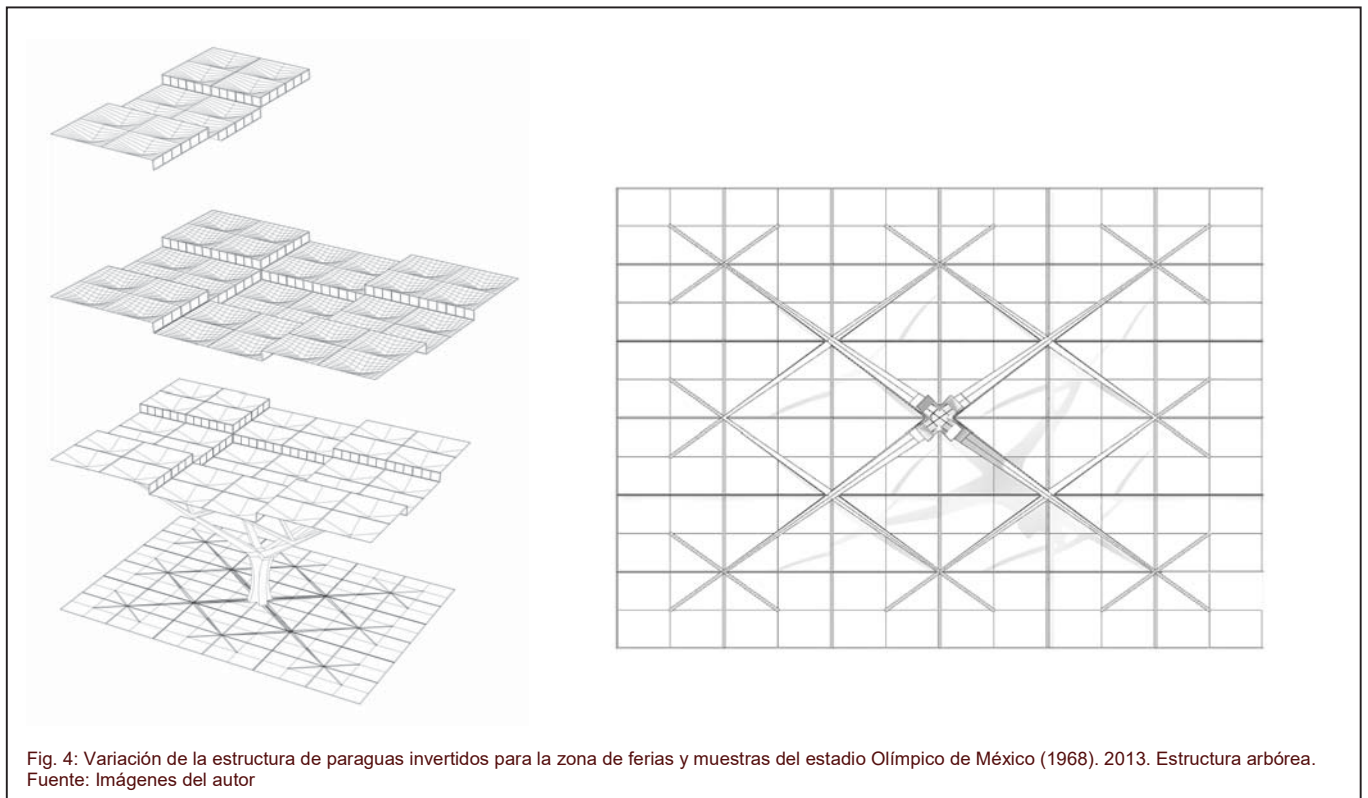 Fig. 4: Variación de la estructura de paraguas invertidos para la zona de ferias y muestras del estadio Olímpico de México (1968). 2013. Estructura arbórea.
Fuente: Imágenes del autor